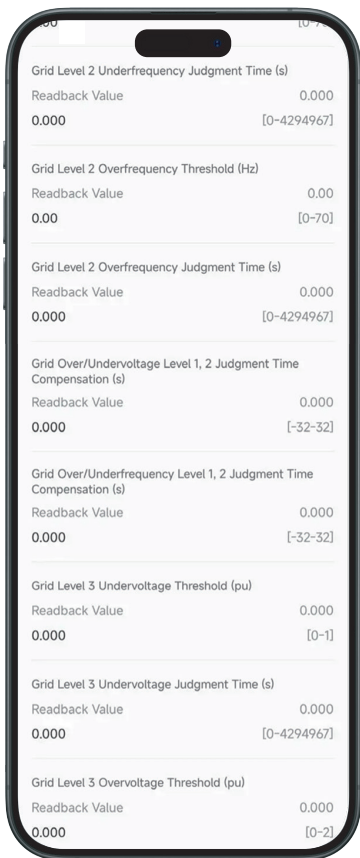 Grid Level 2 Underfrequency Judgment Time (s)
Readback Value 0.000
0.000 [0-4294967]
Grid Level 2 Overfrequency Threshold (Hz)
Readback Value 0.00
0.00 [0-70]
Grid Level 2 Overfrequency Judgment Time (s)
Readback Value 0.000
0.000 [0-4294967]
Grid Over/Undervoltage Level 1, 2 Judgment Time
Compensation (s)
Readback Value 0.000
0.000 [-32-32]
Grid Over/Underfrequency Level 1, 2 Judgment Time
Compensation (s)
Readback Value 0.000
0.000 [-32-32]
Grid Level 3 Undervoltage Threshold (pu)
Readback Value 0.000
0.000 [0-1]
Grid Level 3 Undervoltage Judgment Time (s)
Readback Value 0.000
0.000 [0-4294967]
Grid Level 3 Overvoltage Threshold (pu)
Readback Value 0.000
0.000 [0-2]